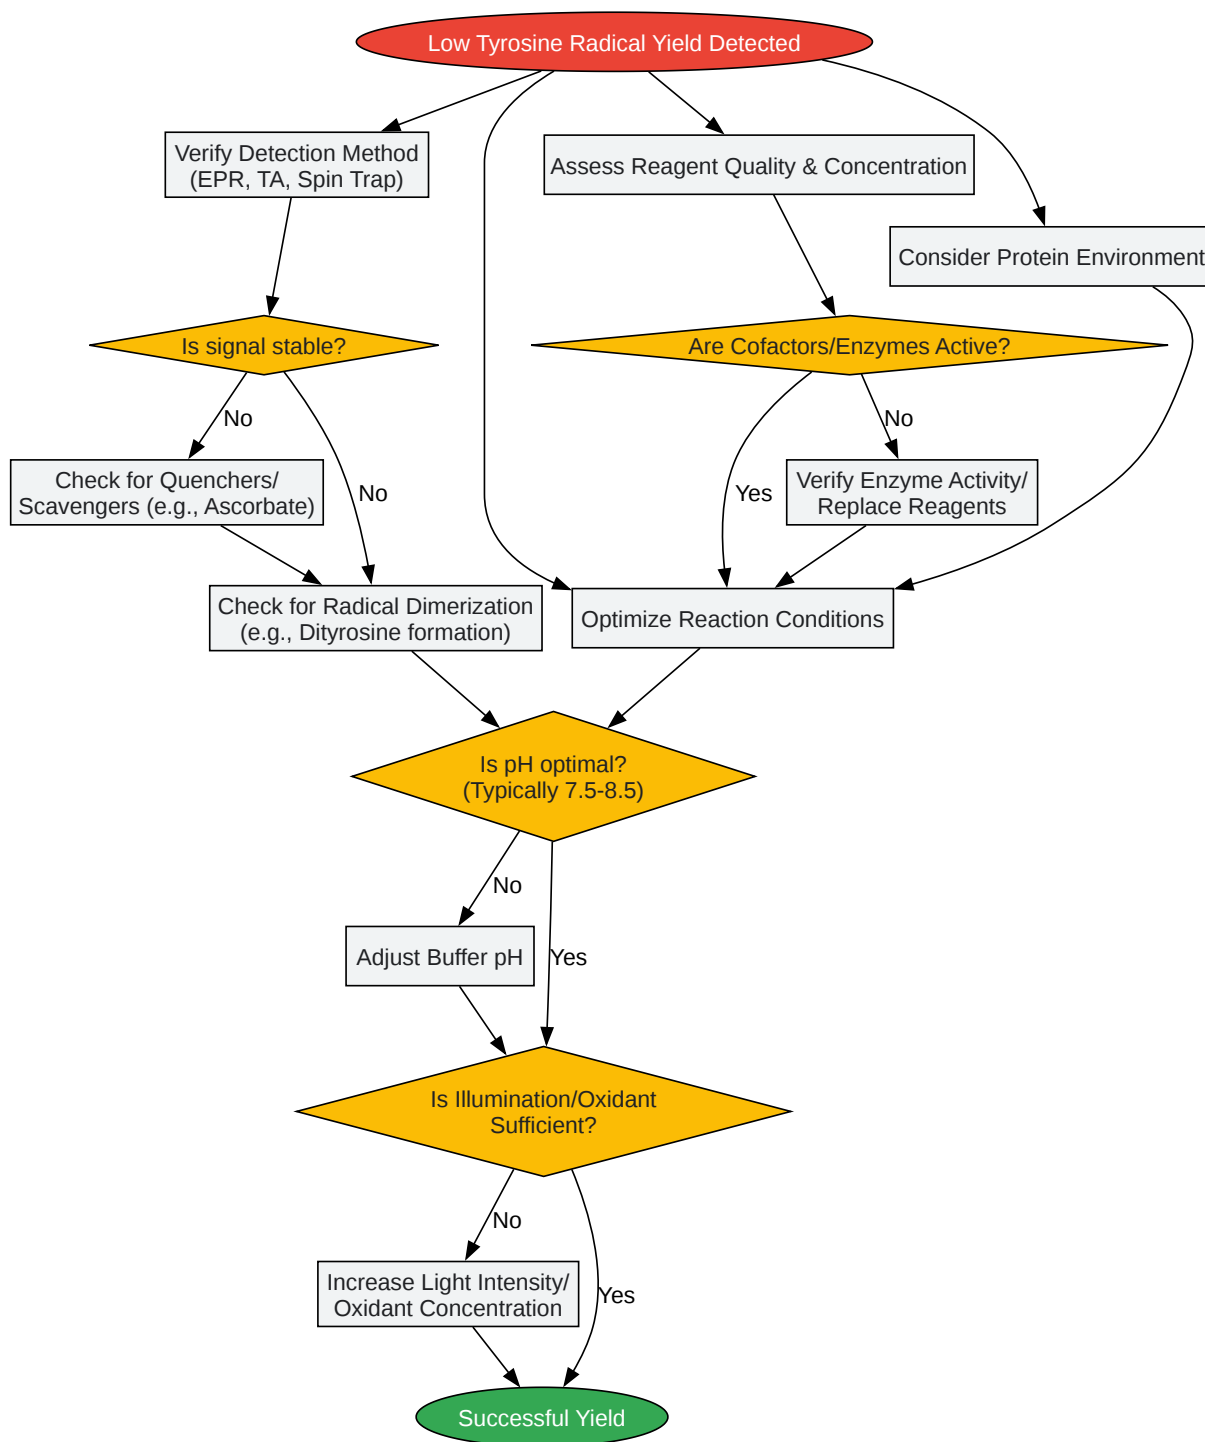 Low Tyrosine Radical Yield Detected
Verify Detection Method
(EPR, TA, Spin Trap)
Assess Reagent Quality & Concentration
Consider Protein Environment
Is signal stable?
Are Cofactors/Enzymes Active?
No
No
Check for Quenchers/
Scavengers (e.g., Ascorbate)
No
Yes
Verify Enzyme Activity/
Replace Reagents
Check for Radical Dimerization
(e.g., Dityrosine formation)
Optimize Reaction Conditions
Is pH optimal?
(Typically 7.5-8.5)
No
Adjust Buffer pH
Yes
Is Illumination/Oxidant
Sufficient?
No
Increase Light Intensity/
Oxidant Concentration
Yes
Successful Yield